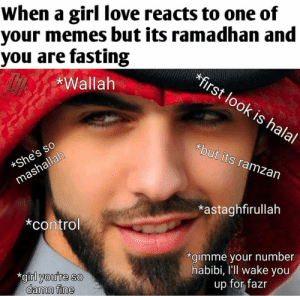 When a girl love reacts to one of
your memes but its ramadhan and
you are fasting
*Wallah
*first look is halal
*She's so
mashallah
*but its ramzan
*astaghfirullah
*control
*gimme your number
habibi, I'll wake you
up for fazr
*girl you're so
damn fine